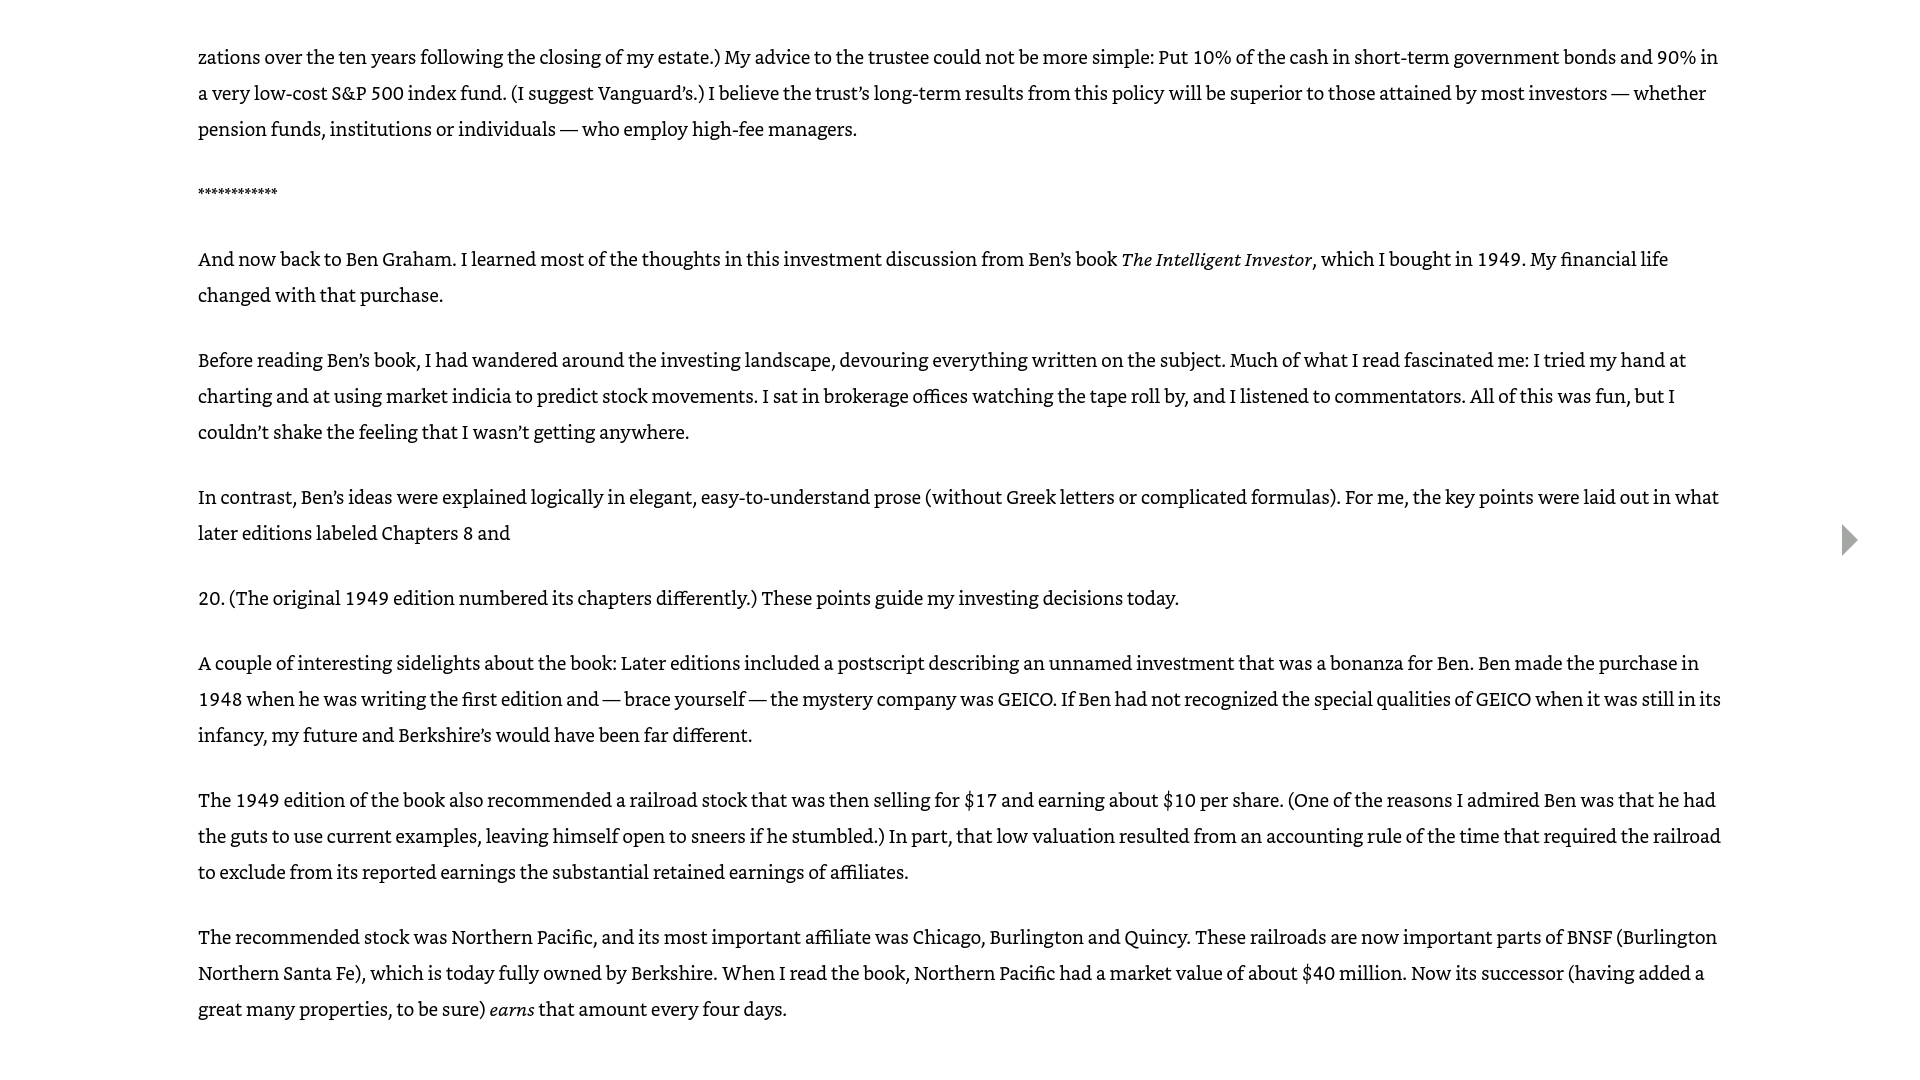 zations over the ten years following the closing of my estate.) My advice to the trustee could not be more simple: Put 10% of the cash in short-term government bonds and 90% in
a very low-cost S&P 500 index fund. (I suggest Vanguard’s.) I believe the trust’s long-term results from this policy will be superior to those attained by most investors — whether
pension funds, institutions or individuals — who employ high-fee managers.
************
And now back to Ben Graham. I learned most of the thoughts in this investment discussion from Ben’s book The Intelligent Investor, which I bought in 1949. My financial life
changed with that purchase.
Before reading Ben’s book, I had wandered around the investing landscape, devouring everything written on the subject. Much of what I read fascinated me: I tried my hand at
charting and at using market indicia to predict stock movements. I sat in brokerage offices watching the tape roll by, and I listened to commentators. All of this was fun, but I
couldn’t shake the feeling that I wasn’t getting anywhere.
In contrast, Ben’s ideas were explained logically in elegant, easy-to-understand prose (without Greek letters or complicated formulas). For me, the key points were laid out in what
later editions labeled Chapters 8 and
20. (The original 1949 edition numbered its chapters differently.) These points guide my investing decisions today.
A couple of interesting sidelights about the book: Later editions included a postscript describing an unnamed investment that was a bonanza for Ben. Ben made the purchase in
1948 when he was writing the first edition and — brace yourself — the mystery company was GEICO. If Ben had not recognized the special qualities of GEICO when it was still in its
infancy, my future and Berkshire’s would have been far different.
The 1949 edition of the book also recommended a railroad stock that was then selling for $17 and earning about $10 per share. (One of the reasons I admired Ben was that he had
the guts to use current examples, leaving himself open to sneers if he stumbled.) In part, that low valuation resulted from an accounting rule of the time that required the railroad
to exclude from its reported earnings the substantial retained earnings of affiliates.
The recommended stock was Northern Pacific, and its most important affiliate was Chicago, Burlington and Quincy. These railroads are now important parts of BNSF (Burlington
Northern Santa Fe), which is today fully owned by Berkshire. When I read the book, Northern Pacific had a market value of about $40 million. Now its successor (having added a
great many properties, to be sure) earns that amount every four days.